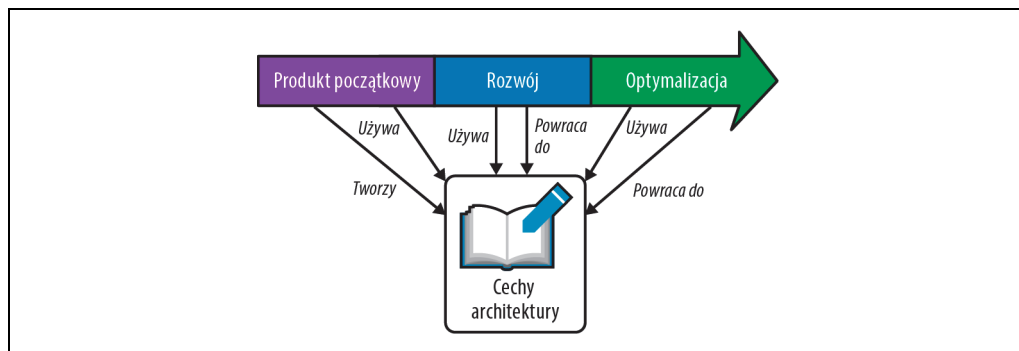 Produkt początkowy
Rozwój
Optymalizacja
Używa
Używa
Powraca
do
Używa
Tworzy
Powraca do
Cechy
architektury